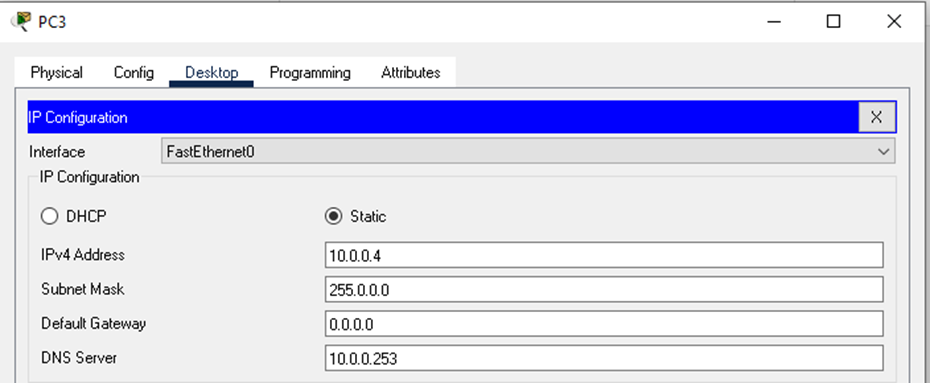 PC3
Physical Config Desktop Programming Attributes
IP Configuration X
Interface FastEthernet0
IP Configuration
DHCP Static
IPv4 Address 10.0.0.4
Subnet Mask 255.0.0.0
Default Gateway 0.0.0.0
DNS Server 10.0.0.253